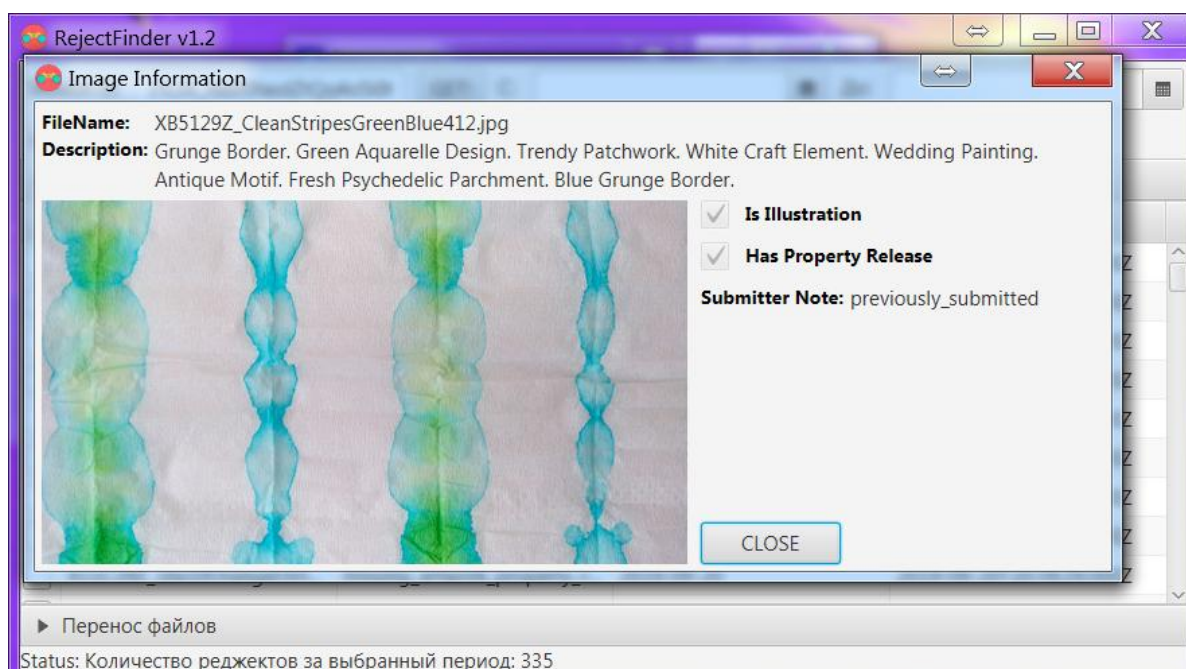 RejectFinder v1.2
Image Information
FileName: XB5129Z_CleanStripesGreenBlue412.jpg
Description: Grunge Border. Green Aquarelle Design. Trendy Patchwork. White Craft Element. Wedding Painting.
Antique Motif. Fresh Psychedelic Parchment. Blue Grunge Border.
Is Illustration
Has Property Release
Submitter Note: previously_submitted
Z
Z
Z
Z
Z
Z
Z
Z
Z
CLOSE
Перенос файлов
Status: Количество реджектов за выбранный период: 335